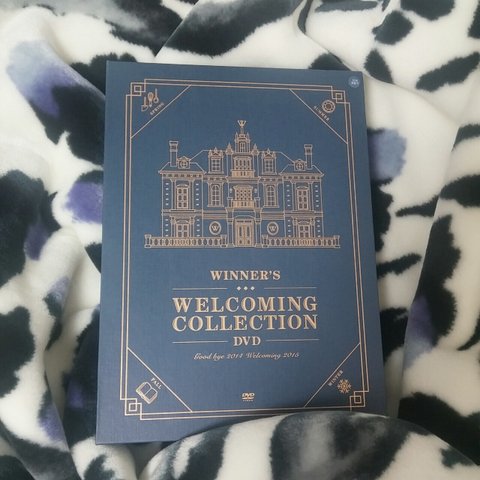 SPRING
SUMMER
WINNER'S
WELCOMING
COLLECTION
DVD
Good bye 2014 Welcoming 2015
FALL
WINTER
DVD